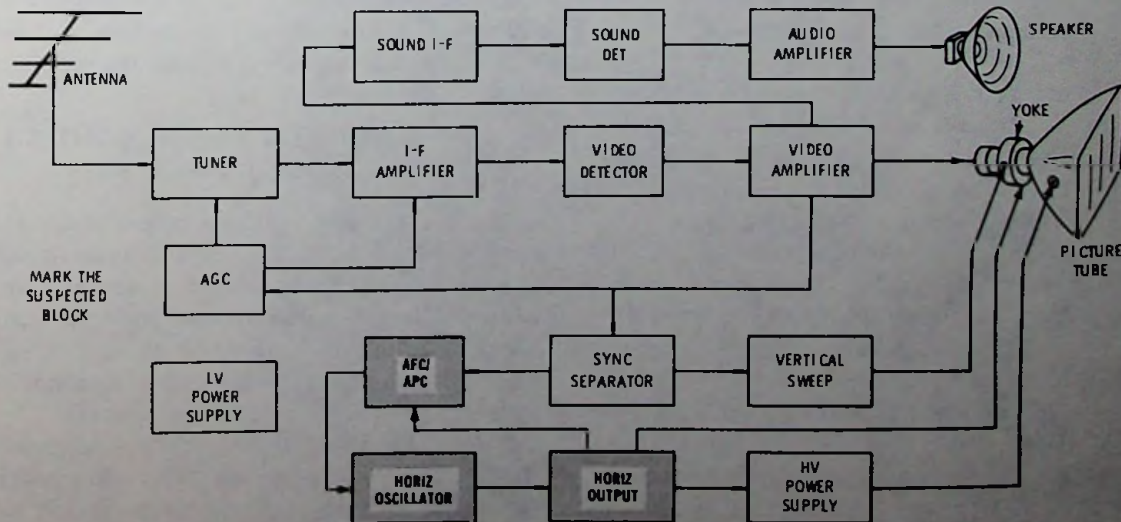 SOUND I-F
SOUND
DET
AUDIO
AMPLIFIER
SPEAKER
ANTENNA
YOKE
TUNER
I-F
AMPLIFIER
VIDEO
DETECTOR
VIDEO
AMPLIFIER
PICTURE
TUBE
MARK THE
SUSPECTED
BLOCK
AGC
LV
POWER
SUPPLY
AFC/
APC
SYNC
SEPARATOR
VERTICAL
SWEEP
HORIZ
OSCILLATOR
HORIZ
OUTPUT
HV
POWER
SUPPLY